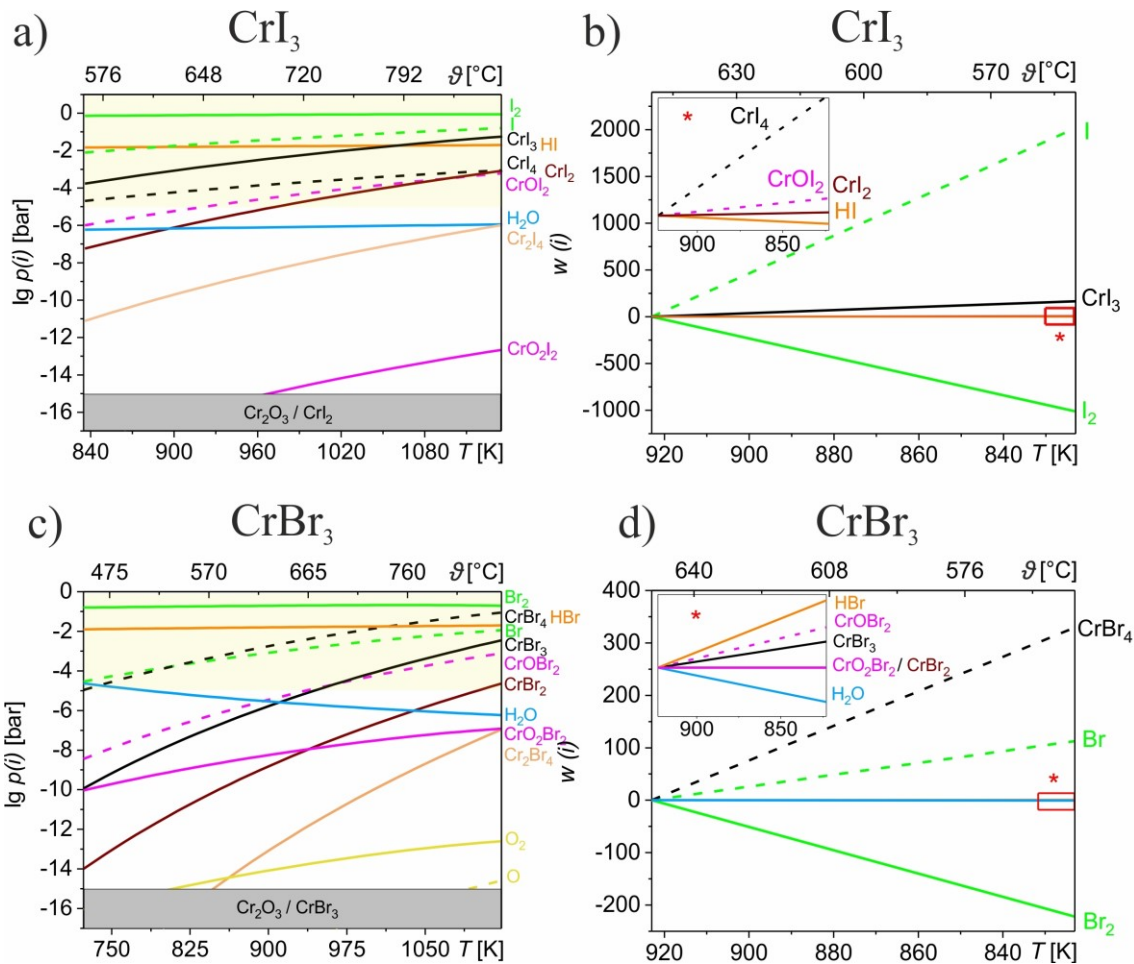 a) CrI₃
576 648 720 792 ϑ [°C]
lg p(i) [bar]
0
-2
-4
-6
-8
-10
-12
-14
-16
I₂
I
CrI₃ HI
CrI₄ CrI₂
CrOI₂
H₂O
Cr₂I₄
CrO₂I₂
Cr₂O₃ / CrI₂
840 900 960 1020 1080 T [K]
b) CrI₃
630 600 570 ϑ [°C]
w (i)
2000
1500
1000
500
0
-500
-1000
*
CrI₄
CrOI₂
CrI₂
HI
900 850
I
CrI₃
*
I₂
920 900 880 860 840 T [K]
c) CrBr₃
475 570 665 760 ϑ [°C]
lg p(i) [bar]
0
-2
-4
-6
-8
-10
-12
-14
-16
Br₂
CrBr₄ HBr
Br
CrBr₃
CrOBr₂
CrBr₂
H₂O
CrO₂Br₂
Cr₂Br₄
O₂
O
Cr₂O₃ / CrBr₃
750 825 900 975 1050 T [K]
d) CrBr₃
640 608 576 ϑ [°C]
w (i)
400
300
200
100
0
-100
-200
*
HBr
CrOBr₂
CrBr₃
CrO₂Br₂ / CrBr₂
H₂O
900 850
CrBr₄
Br
*
Br₂
920 900 880 860 840 T [K]